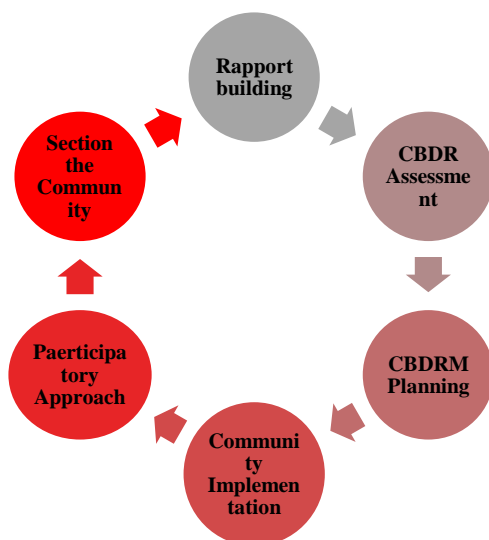 Rapport
building
CBDR
Assessme
nt
CBDRM
Planning
Communi
ty
Implemen
tation
Paerticipa
tory
Approach
Section
the
Commun
ity